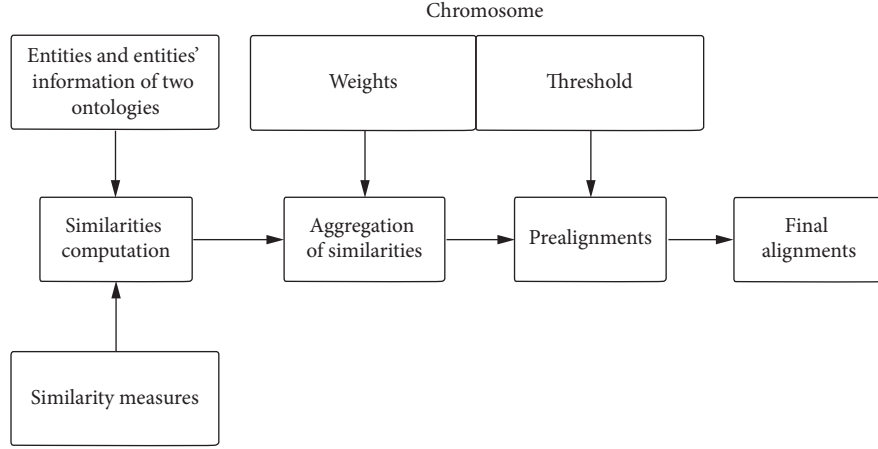 Chromosome
Entities and entities’
information of two
ontologies
Weights
Threshold
Similarities
computation
Aggregation
of similarities
Prealignments
Final
alignments
Similarity measures